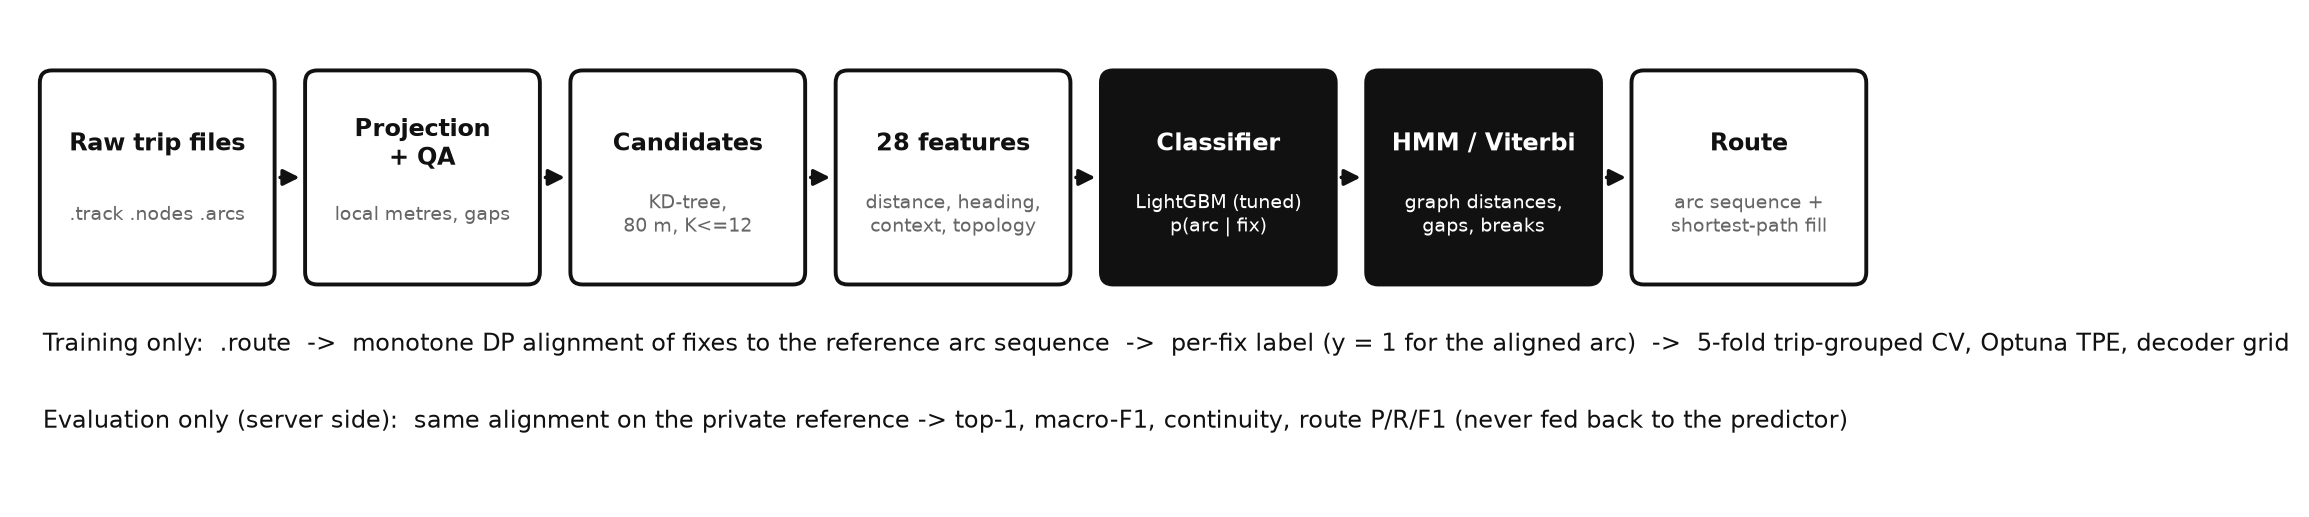 Raw trip files
.track .nodes .arcs
Projection
+ QA
local metres, gaps
Candidates
KD-tree,
80 m, K<=12
28 features
distance, heading,
context, topology
Classifier
LightGBM (tuned)
p(arc | fix)
HMM / Viterbi
graph distances,
gaps, breaks
Route
arc sequence +
shortest-path fill
Training only:  .route  ->  monotone DP alignment of fixes to the reference arc sequence  ->  per-fix label (y = 1 for the aligned arc)  ->  5-fold trip-grouped CV, Optuna TPE, decoder grid
Evaluation only (server side):  same alignment on the private reference -> top-1, macro-F1, continuity, route P/R/F1 (never fed back to the predictor)